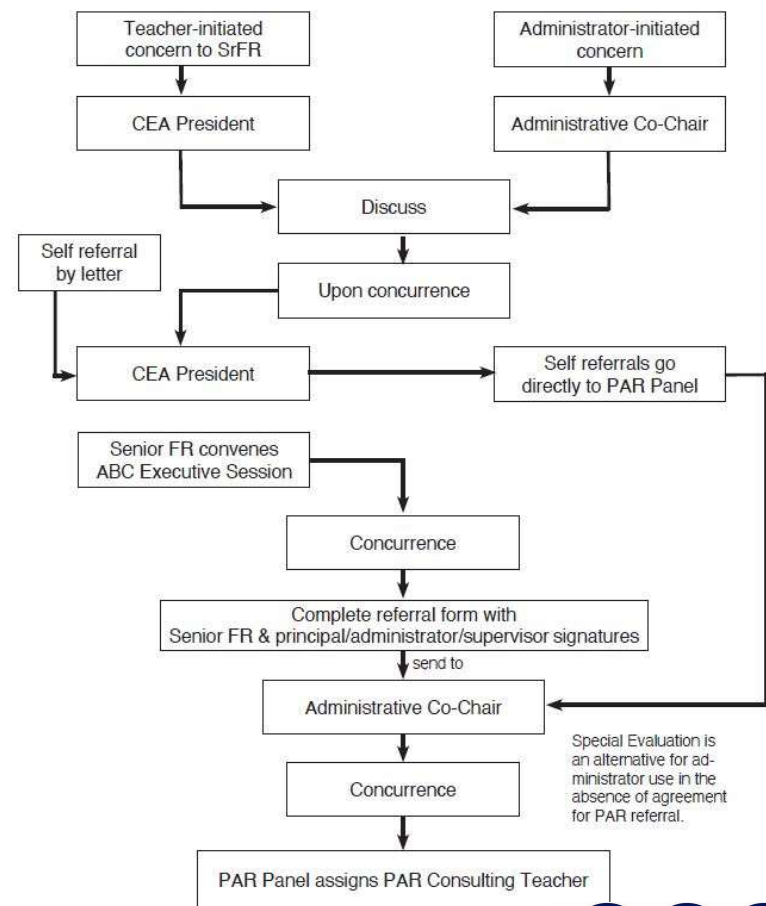 Teacher-initiated
concern to SrFR
Administrator-initiated
concern
CEA President
Administrative Co-Chair
Discuss
Self referral
by letter
Upon concurrence
CEA President
Self referrals go
directly to PAR Panel
Senior FR convenes
ABC Executive Session
Concurrence
Complete referral form with
Senior FR & principal/administrator/supervisor signatures
send to
Administrative Co-Chair
Special Evaluation is
an alternative for ad-
ministrator use in the
absence of agreement
for PAR referral.
Concurrence
PAR Panel assigns PAR Consulting Teacher